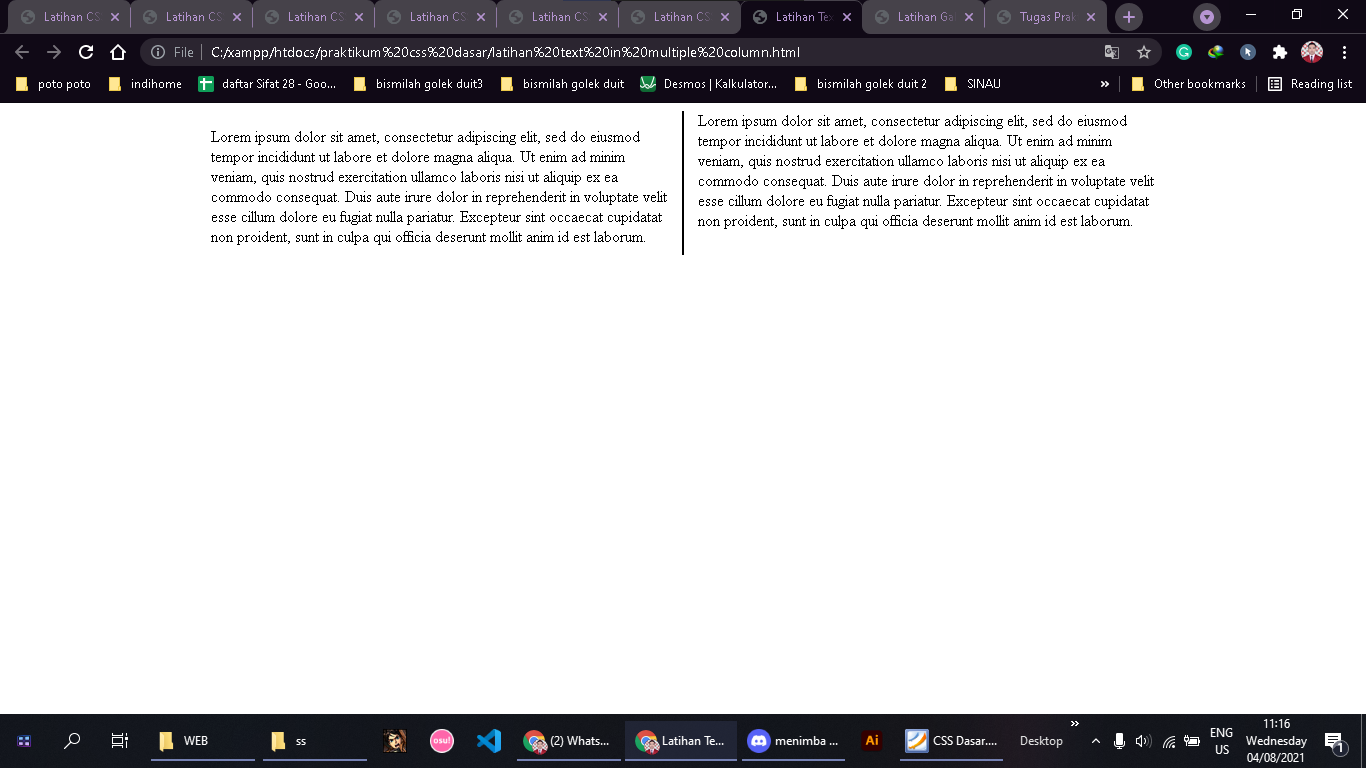 Latihan CS
Latihan CS
Latihan CS
Latihan CS
Latihan CS
Latihan CS
Latihan Tex
Latihan Gal
Tugas Prak
File
C:/xampp/htdocs/praktikum%20css%20dasar/latihan%20text%20in%20multiple%20column.html
poto poto
indihome
daftar Sifat 28 - Goo...
bismilah golek duit3
bismilah golek duit
Desmos | Kalkulator...
bismilah golek duit 2
SINAU
»
Other bookmarks
Reading list
Lorem ipsum dolor sit amet, consectetur adipiscing elit, sed do eiusmod
tempor incididunt ut labore et dolore magna aliqua. Ut enim ad minim
veniam, quis nostrud exercitation ullamco laboris nisi ut aliquip ex ea
commodo consequat. Duis aute irure dolor in reprehenderit in voluptate velit
esse cillum dolore eu fugiat nulla pariatur. Excepteur sint occaecat cupidatat
non proident, sunt in culpa qui officia deserunt mollit anim id est laborum.
Lorem ipsum dolor sit amet, consectetur adipiscing elit, sed do eiusmod
tempor incididunt ut labore et dolore magna aliqua. Ut enim ad minim
veniam, quis nostrud exercitation ullamco laboris nisi ut aliquip ex ea
commodo consequat. Duis aute irure dolor in reprehenderit in voluptate velit
esse cillum dolore eu fugiat nulla pariatur. Excepteur sint occaecat cupidatat
non proident, sunt in culpa qui officia deserunt mollit anim id est laborum.
WEB
ss
osu!
(2) Whats...
Latihan Te...
menimba ...
Ai
CSS Dasar....
Desktop
»
ENG
US
11:16
Wednesday
04/08/2021
1